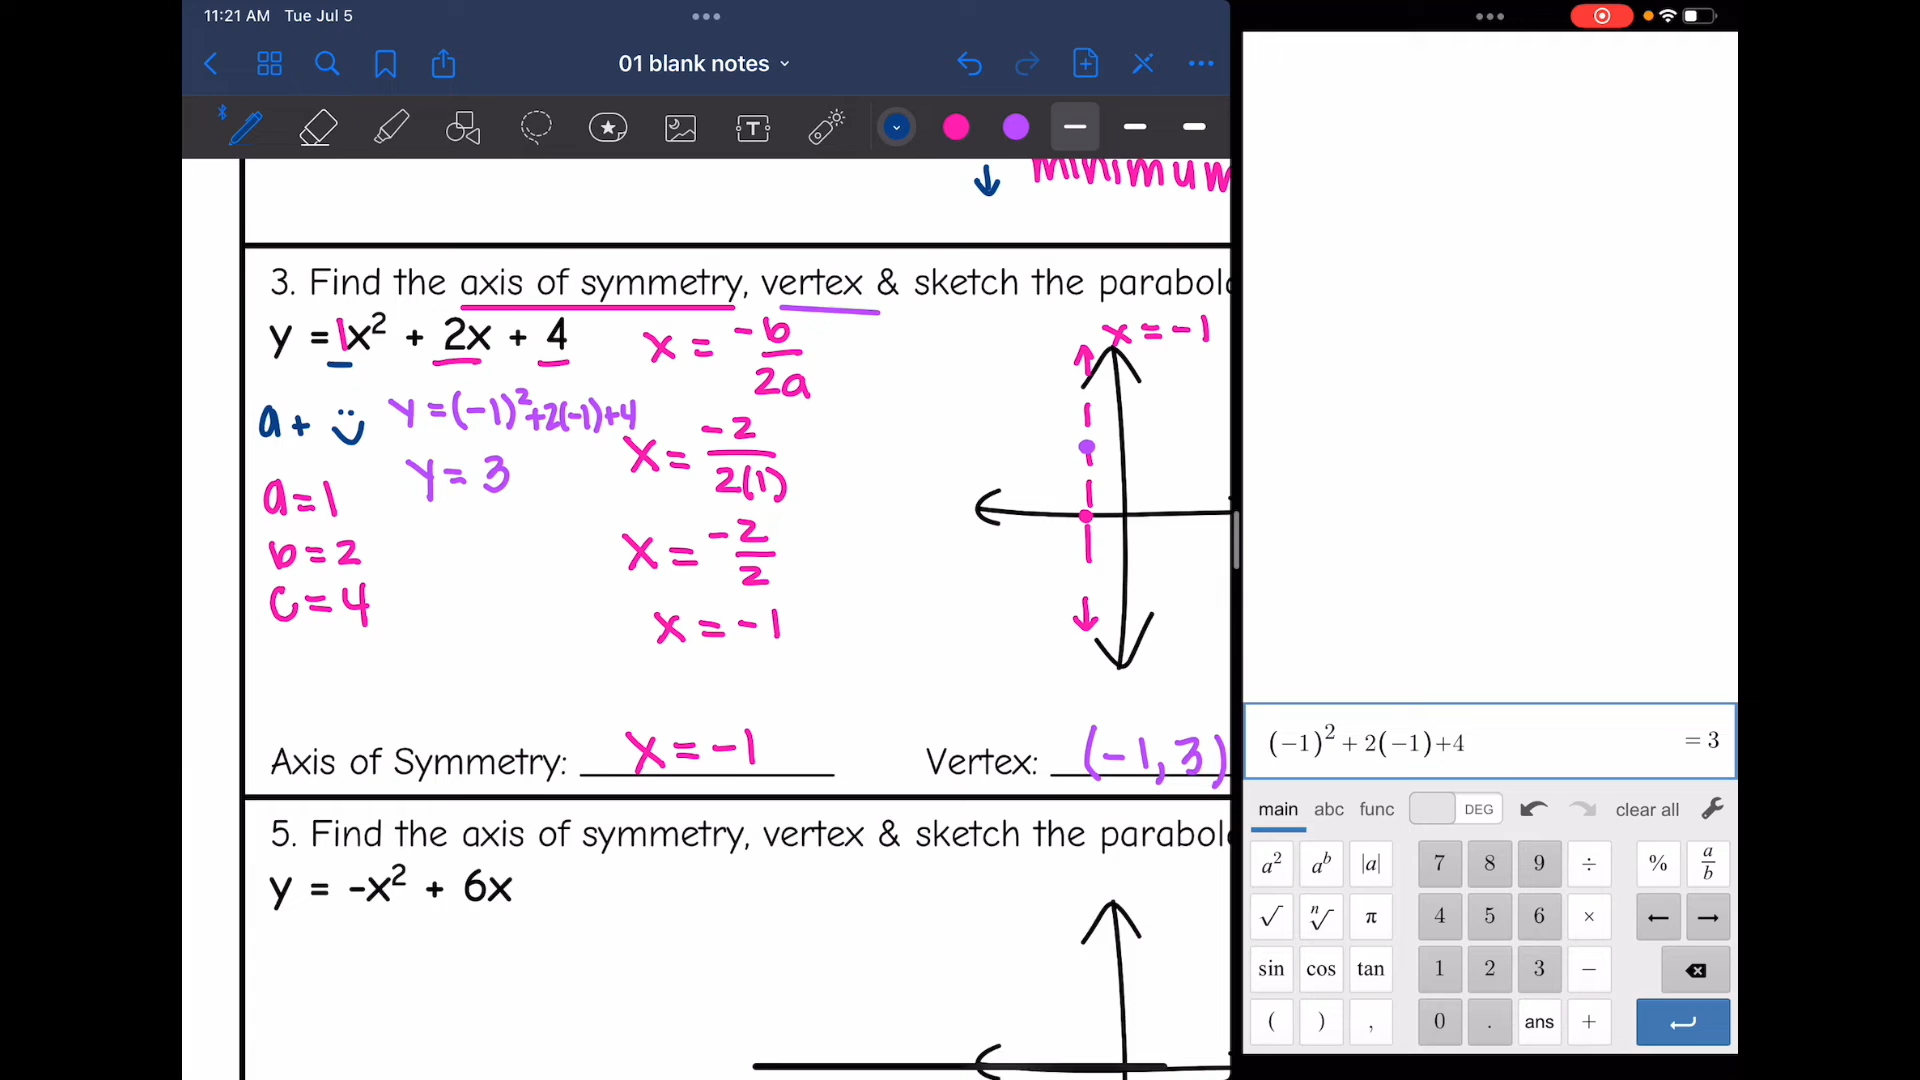 11:21 AM Tue Jul 5
01 blank notes
minimum
3. Find the axis of symmetry, vertex & sketch the parabol
y = 1x² + 2x + 4
x = -b/2a
x = -1
a + 
y = (-1)² + 2(-1) + 4
x = -2/2(1)
y = 3
a = 1
b = 2
x = -2/2
c = 4
x = -1
Axis of Symmetry: x = -1
Vertex: (-1, 3)
5. Find the axis of symmetry, vertex & sketch the parabol
y = -x² + 6x
(−1)² + 2(−1)+4 = 3
main abc func DEG clear all
a² aᵇ |a| 7 8 9 ÷ % a/b
√ ⁿ√ π 4 5 6 × ← →
sin cos tan 1 2 3 −
( ) , 0 . ans +